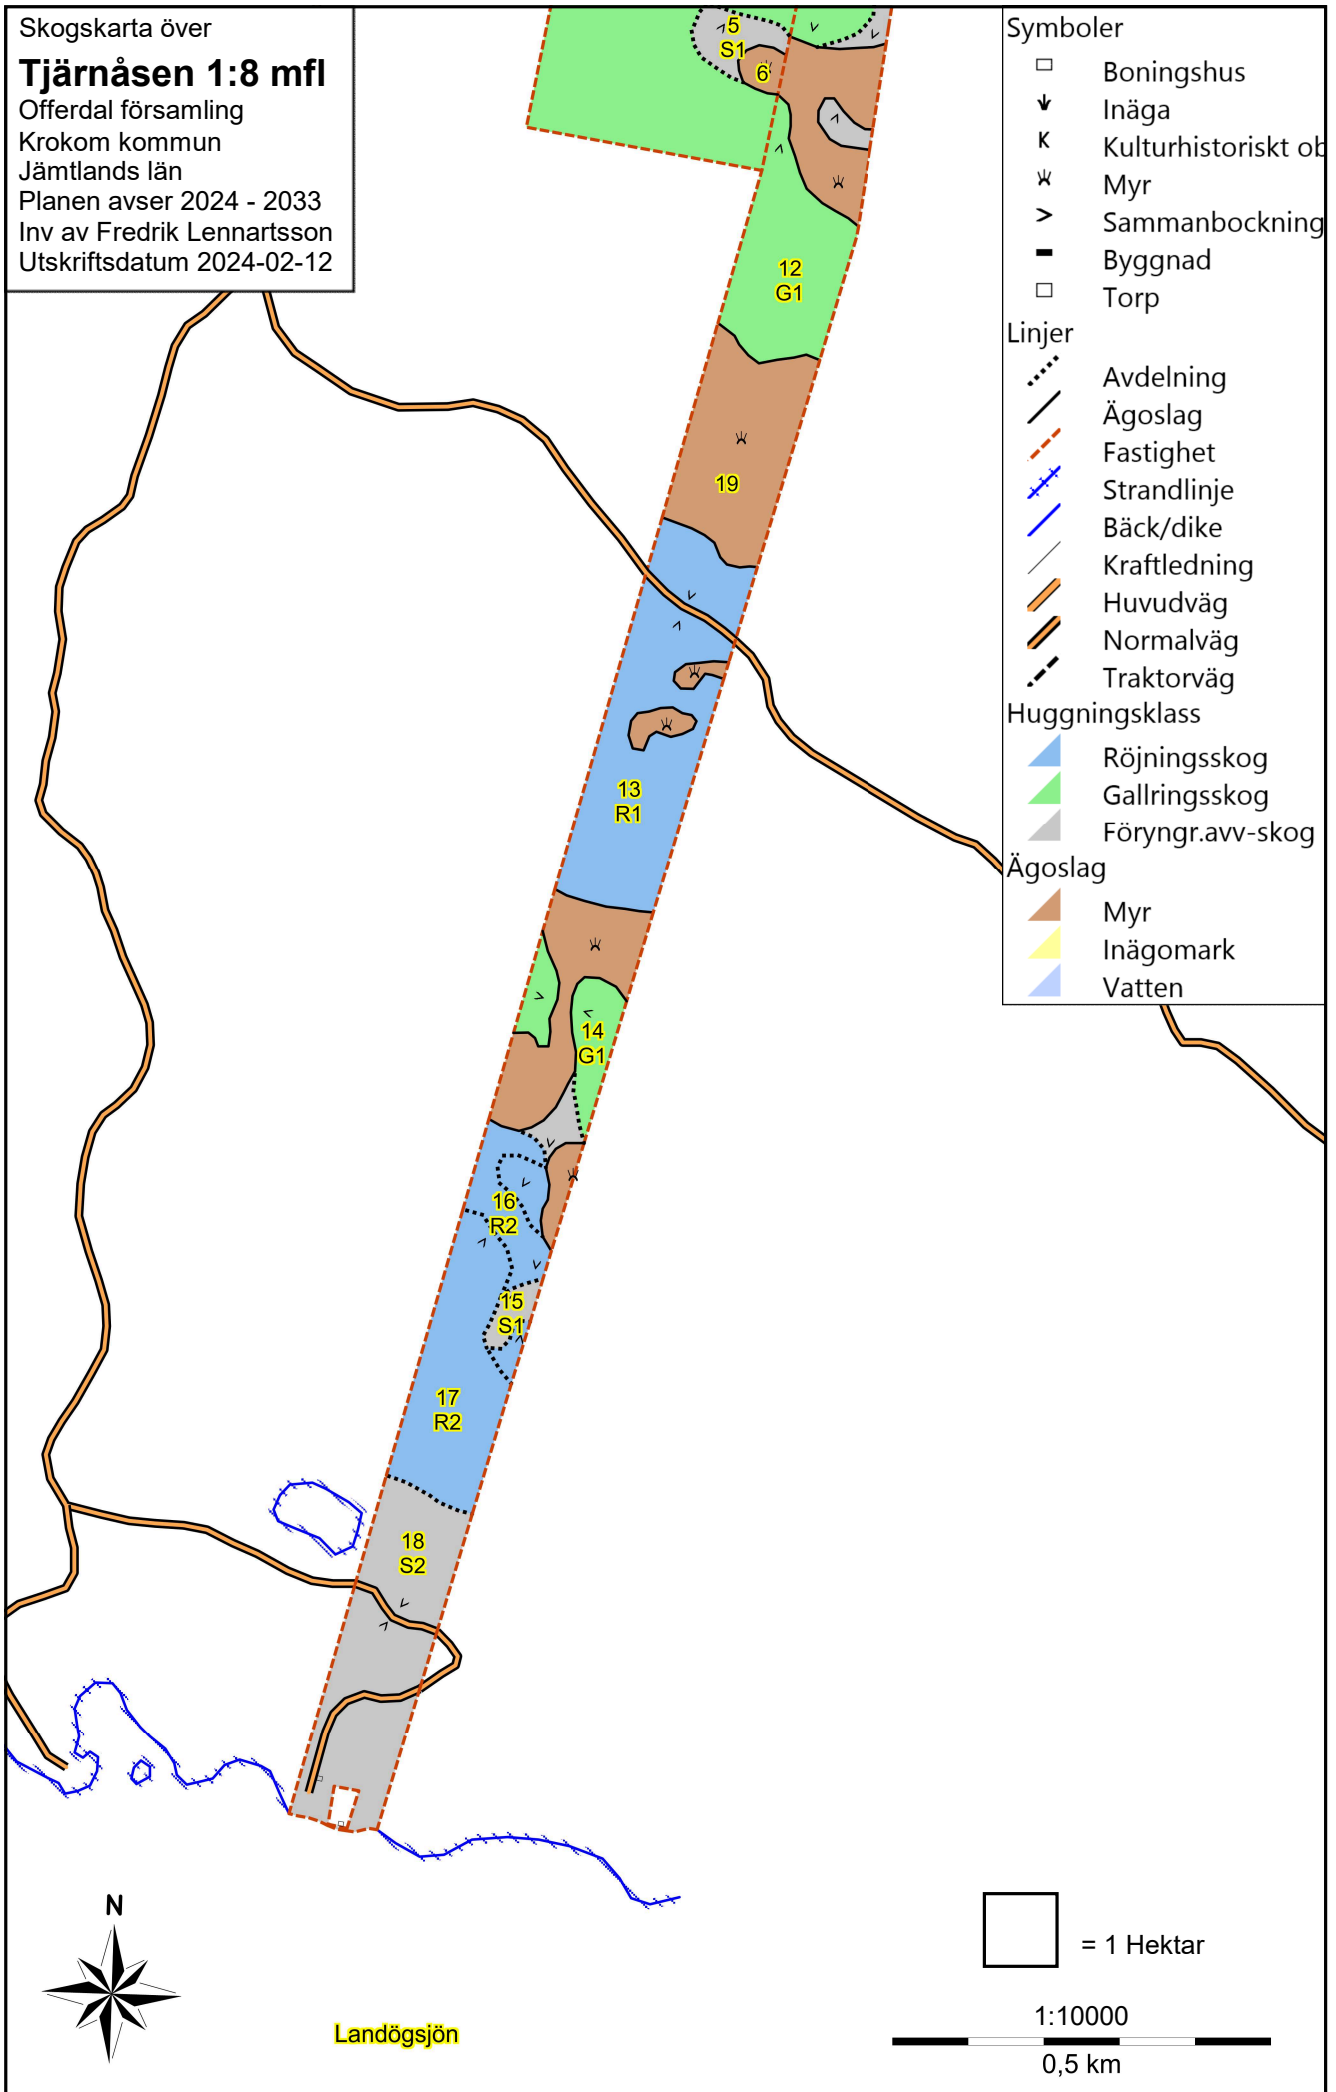 Skogskarta över
Tjärnåsen 1:8 mfl
Offerdal församling
Krokom kommun
Jämtlands län
Planen avser 2024 - 2033
Inv av Fredrik Lennartsson
Utskriftsdatum 2024-02-12
Symboler
Boningshus
Inäga
Kulturhistoriskt ob
Myr
Sammanbockning
Byggnad
Torp
Linjer
Avdelning
Ägoslag
Fastighet
Strandlinje
Bäck/dike
Kraftledning
Huvudväg
Normalväg
Traktorväg
Huggningsklass
Röjningsskog
Gallringsskog
Föryngr.avv-skog
Ägoslag
Myr
Inägomark
Vatten
5
S1
6
12
G1
19
13
R1
14
G1
16
R2
15
S1
17
R2
18
S2
N
Landögsjön
= 1 Hektar
1:10000
0,5 km